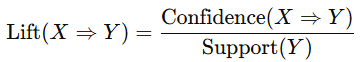 Lift(X ⇒ Y) = Confidence(X ⇒ Y) / Support(Y)